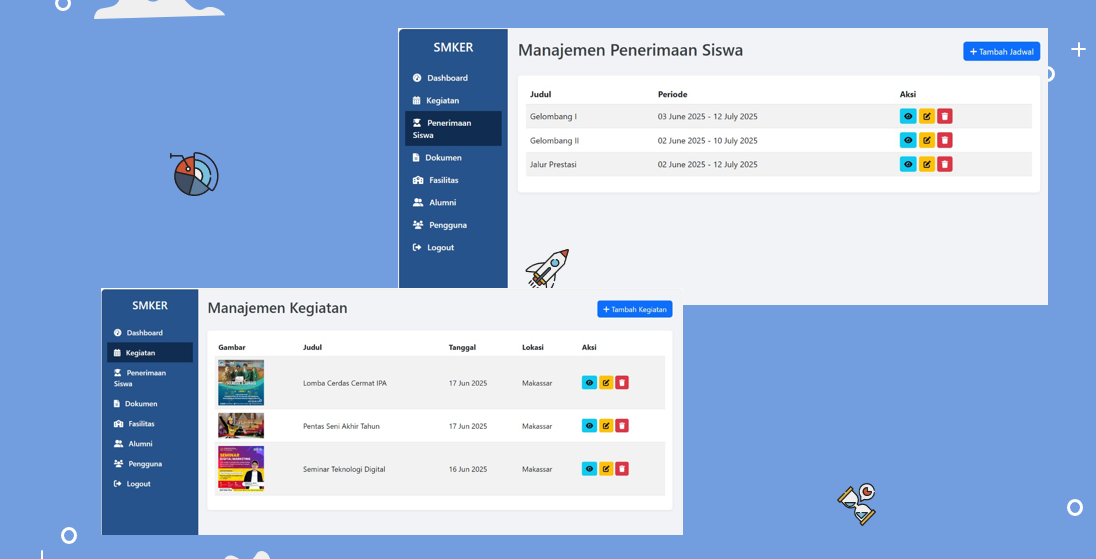 SMKER
Dashboard
Kegiatan
Penerimaan
Siswa
Dokumen
Fasilitas
Alumni
Pengguna
Logout
Manajemen Penerimaan Siswa
+ Tambah Jadwal
Judul Periode Aksi
Gelombang I 03 June 2025 - 12 July 2025
Gelombang II 02 June 2025 - 10 July 2025
Jalur Prestasi 02 June 2025 - 12 July 2025
SMKER
Dashboard
Kegiatan
Penerimaan
Siswa
Dokumen
Fasilitas
Alumni
Pengguna
Logout
Manajemen Kegiatan
+ Tambah Kegiatan
Gambar Judul Tanggal Lokasi Aksi
Lomba Cerdas Cermat IPA 17 Jun 2025 Makassar
Pentas Seni Akhir Tahun 17 Jun 2025 Makassar
SEMINAR
Seminar Teknologi Digital 16 Jun 2025 Makassar